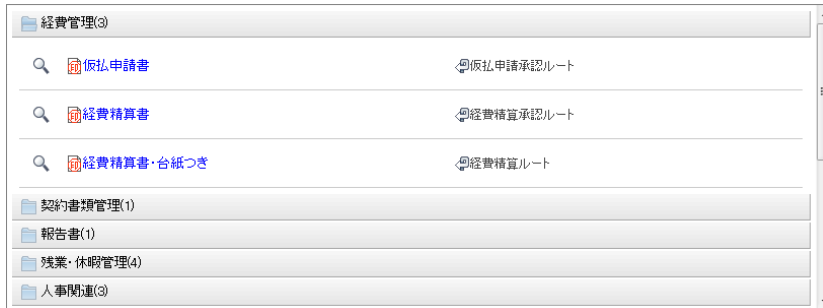 経費管理(3)
仮払申請書 仮払申請承認ルート
経費精算書 経費精算承認ルート
経費精算書・台紙つき 経費精算ルート
契約書類管理(1)
報告書(1)
残業・休暇管理(4)
人事関連(3)